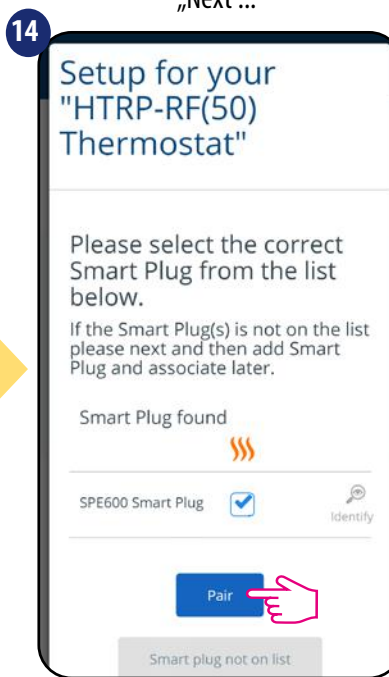 „Next ...
14
Setup for your
"HTRP-RF(50)
Thermostat"
Please select the correct
Smart Plug from the list
below.
If the Smart Plug(s) is not on the list
please next and then add Smart
Plug and associate later.
Smart Plug found
SPE600 Smart Plug
Identify
Pair
Smart plug not on list